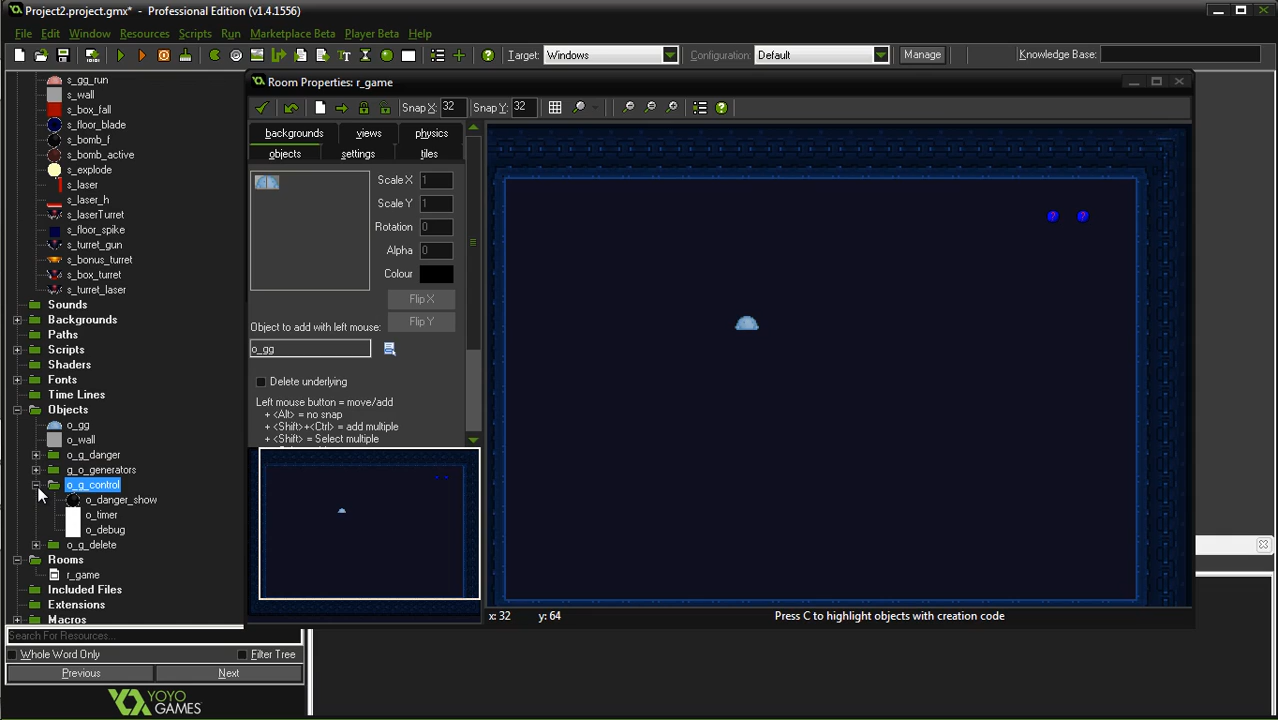 Project2.project.gmx* - Professional Edition (v1.4.1556)
File Edit Window Resources Scripts Marketplace Beta Player Beta Help
Target: Windows Configuration: Default Manage Knowledge Base:
s_gg_run
s_wall
s_box_fall
s_floor_blade
s_bomb_f
s_bomb_active
s_explode
s_laser
s_laser_h
s_laserTurret
s_floor_spike
s_turret_gun
s_bonus_turret
s_box_turret
s_turret_laser
Sounds
Backgrounds
Paths
Scripts
Shaders
Fonts
Time Lines
Objects
o_gg
o_wall
o_g_danger
g_o_generators
o_g_control
o_danger_show
o_timer
o_debug
o_g_delete
Rooms
r_game
Included Files
Extensions
Macros
Search For Resources...
Whole Word Only Filter Tree
Previous Next
YOYO
GAMES
Room Properties: r_game
Snap X: 32 Snap Y: 32
backgrounds views physics
objects settings tiles
Scale X 1
Scale Y 1
Rotation 0
Alpha 0
Colour
Flip X
Flip Y
Object to add with left mouse:
o_gg
Delete underlying
Left mouse button = move/add
+ <Alt> = no snap
+ <Shift>+<Ctrl> = add multiple
+ <Shift> = Select multiple
? ?
x: 32 y: 64 Press C to highlight objects with creation code